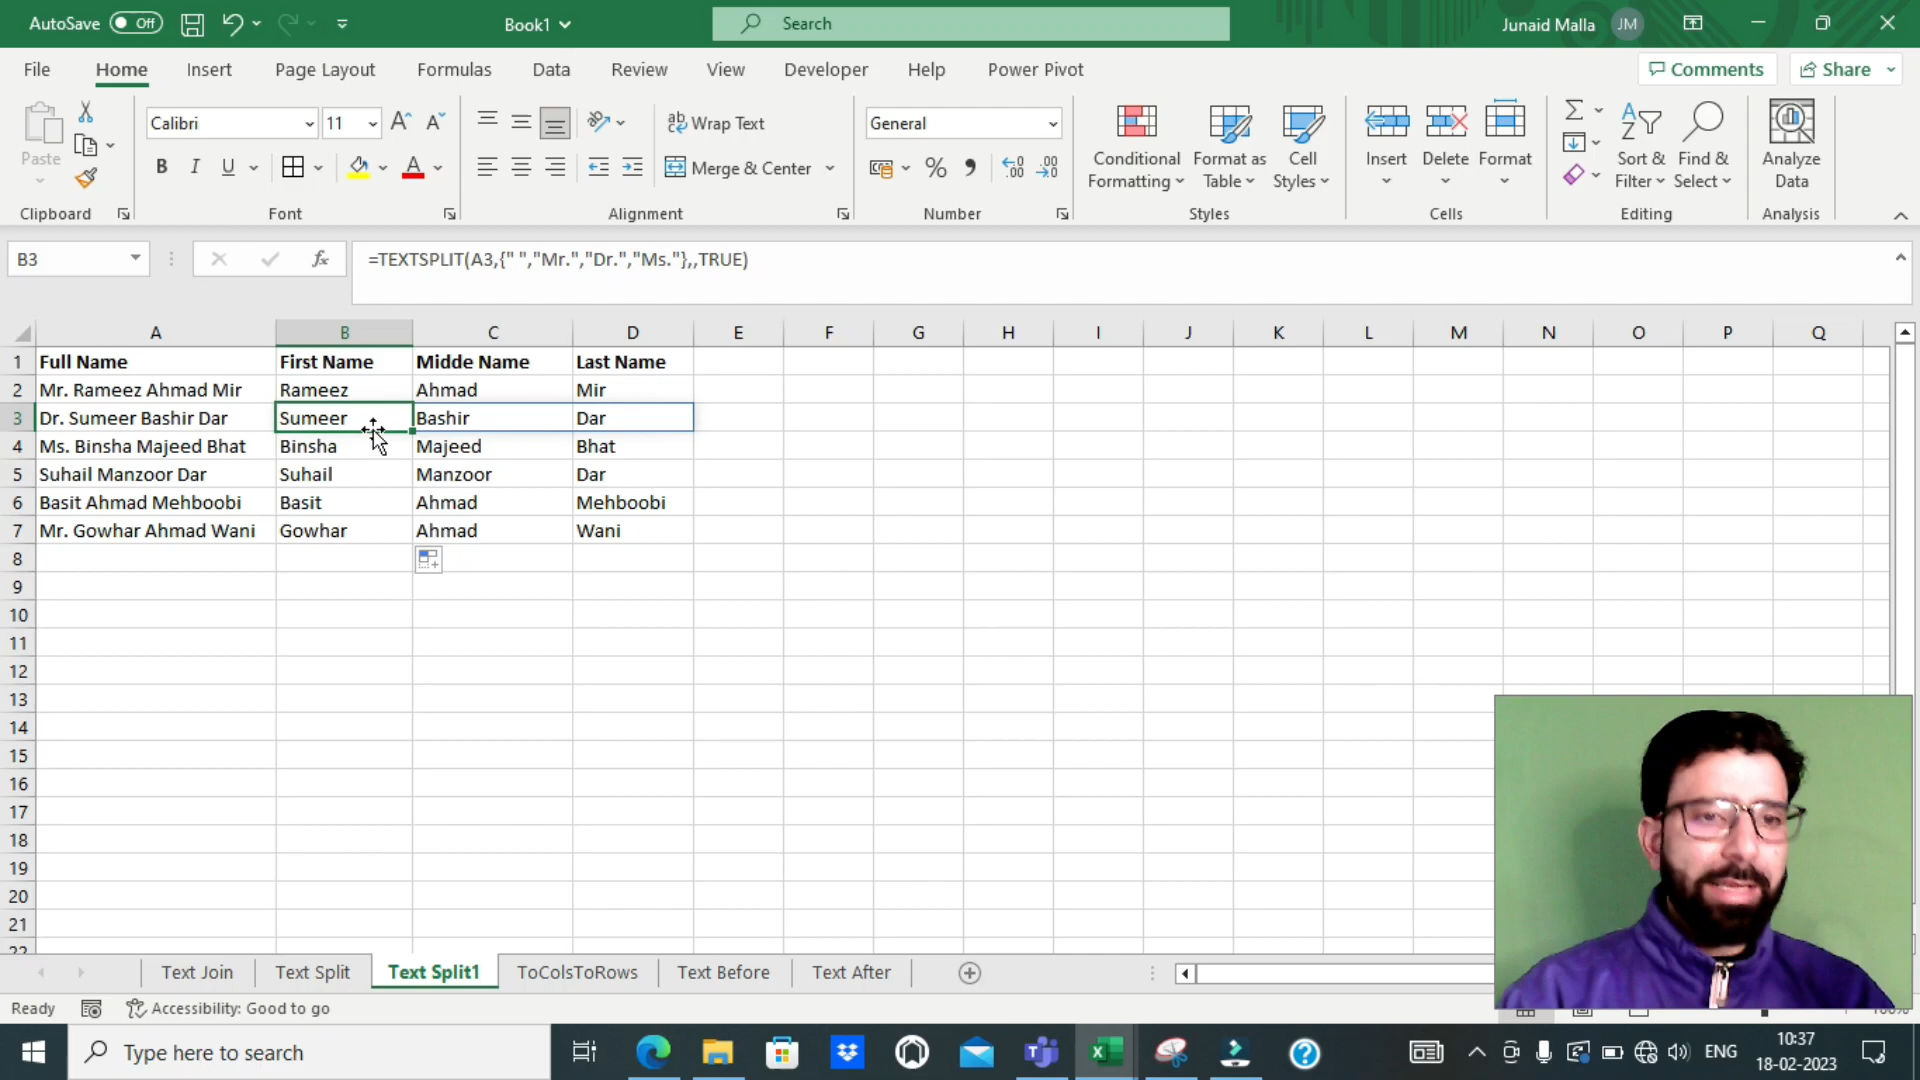 AutoSave Off Book1 Search Junaid Malla JM
File Home Insert Page Layout Formulas Data Review View Developer Help Power Pivot Comments Share
Paste Calibri 11 Wrap Text General Conditional Formatting Format as Table Cell Styles Insert Delete Format Sort & Filter Find & Select Analyze Data
B I U Merge & Center
Clipboard Font Alignment Number Styles Cells Editing Analysis
B3 fx =TEXTSPLIT(A3,{" ","Mr.","Dr.","Ms."},,TRUE)
A B C D E F G H I J K L M N O P Q
1 Full Name First Name Midde Name Last Name
2 Mr. Rameez Ahmad Mir Rameez Ahmad Mir
3 Dr. Sumeer Bashir Dar Sumeer Bashir Dar
4 Ms. Binsha Majeed Bhat Binsha Majeed Bhat
5 Suhail Manzoor Dar Suhail Manzoor Dar
6 Basit Ahmad Mehboobi Basit Ahmad Mehboobi
7 Mr. Gowhar Ahmad Wani Gowhar Ahmad Wani
8
9
10
11
12
13
14
15
16
17
18
19
20
21
22
Text Join Text Split Text Split1 ToColsToRows Text Before Text After
Ready Accessibility: Good to go
Type here to search ENG 10:37
18-02-2023